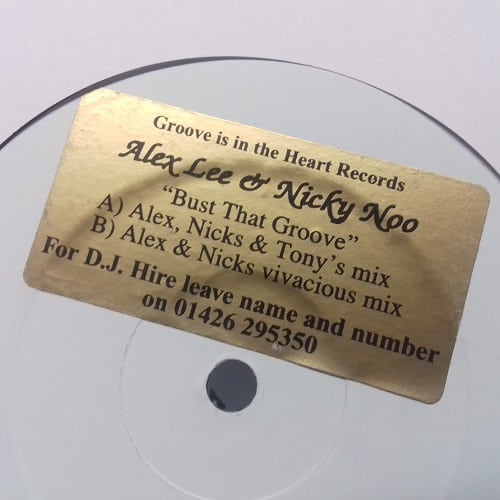 Groove is in the Heart Records
Alex Lee & Nicky Noo
“Bust That Groove”
A) Alex, Nicks & Tony’s mix
B) Alex & Nicks vivacious mix
For D.J. Hire leave name and number
on 01426 295350